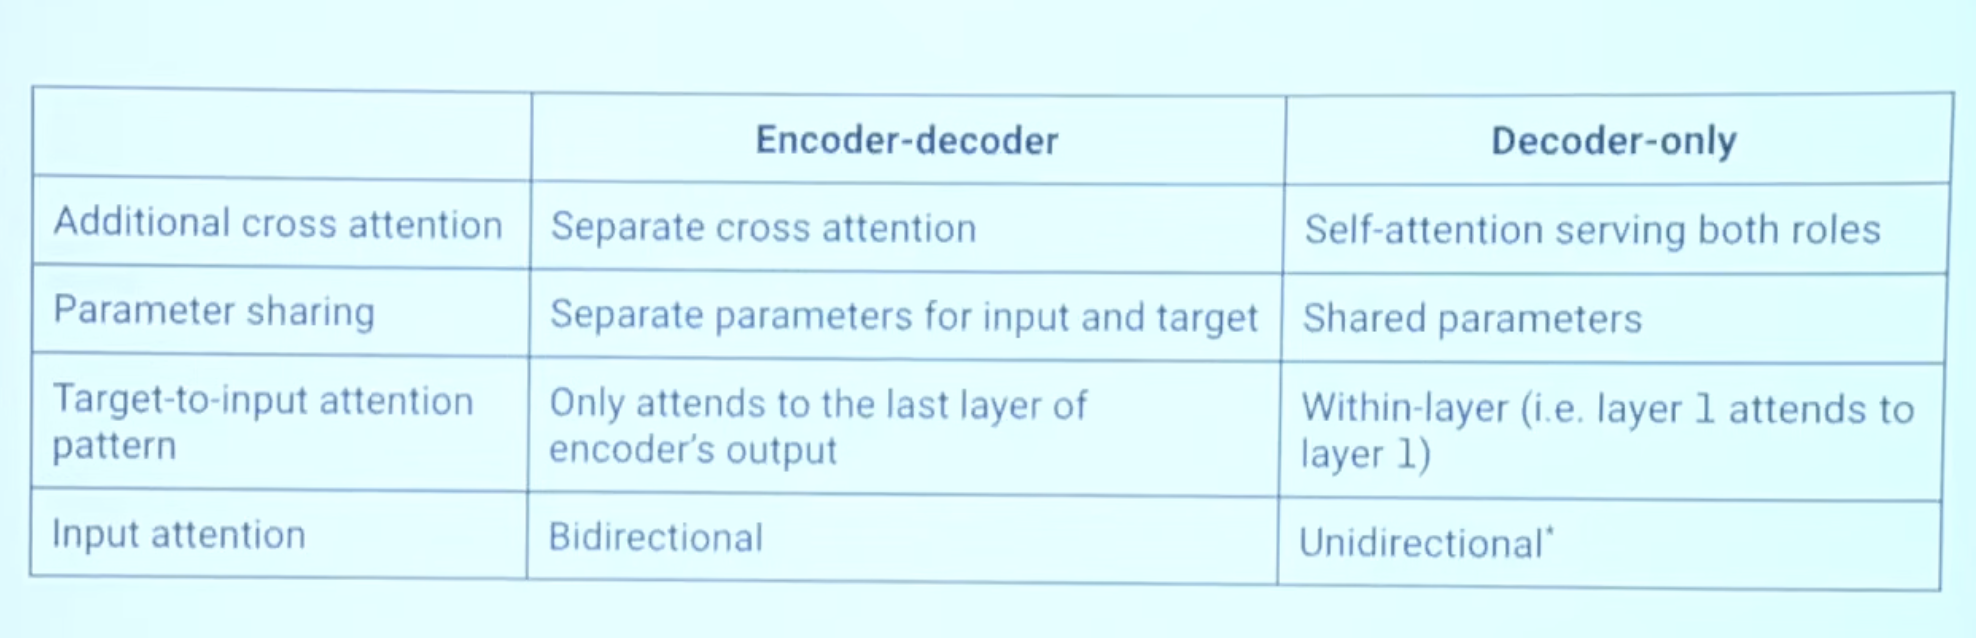 Encoder-decoder Decoder-only
Additional cross attention Separate cross attention Self-attention serving both roles
Parameter sharing Separate parameters for input and target Shared parameters
Target-to-input attention Only attends to the last layer of Within-layer (i.e. layer 1 attends to
pattern encoder's output layer 1)
Input attention Bidirectional Unidirectional*